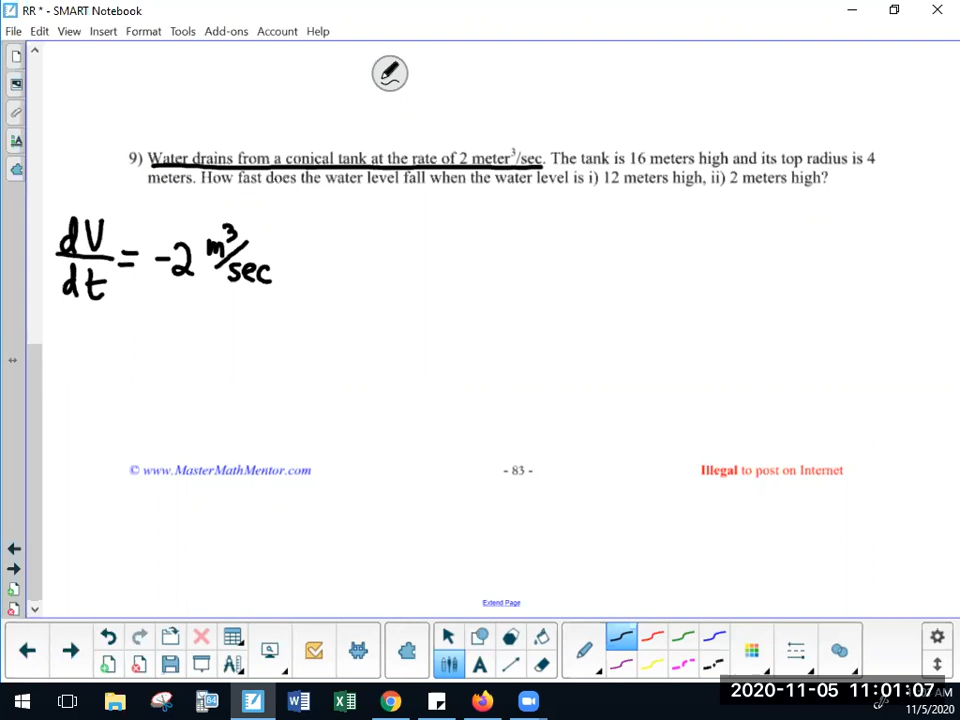 RR * - SMART Notebook
File Edit View Insert Format Tools Add-ons Account Help
9) Water drains from a conical tank at the rate of 2 meter³/sec. The tank is 16 meters high and its top radius is 4
meters. How fast does the water level fall when the water level is i) 12 meters high, ii) 2 meters high?
dV/dt = -2 m³/sec
© www.MasterMathMentor.com - 83 - Illegal to post on Internet
Extend Page
2020-11-05 11:01:07
11/5/2020